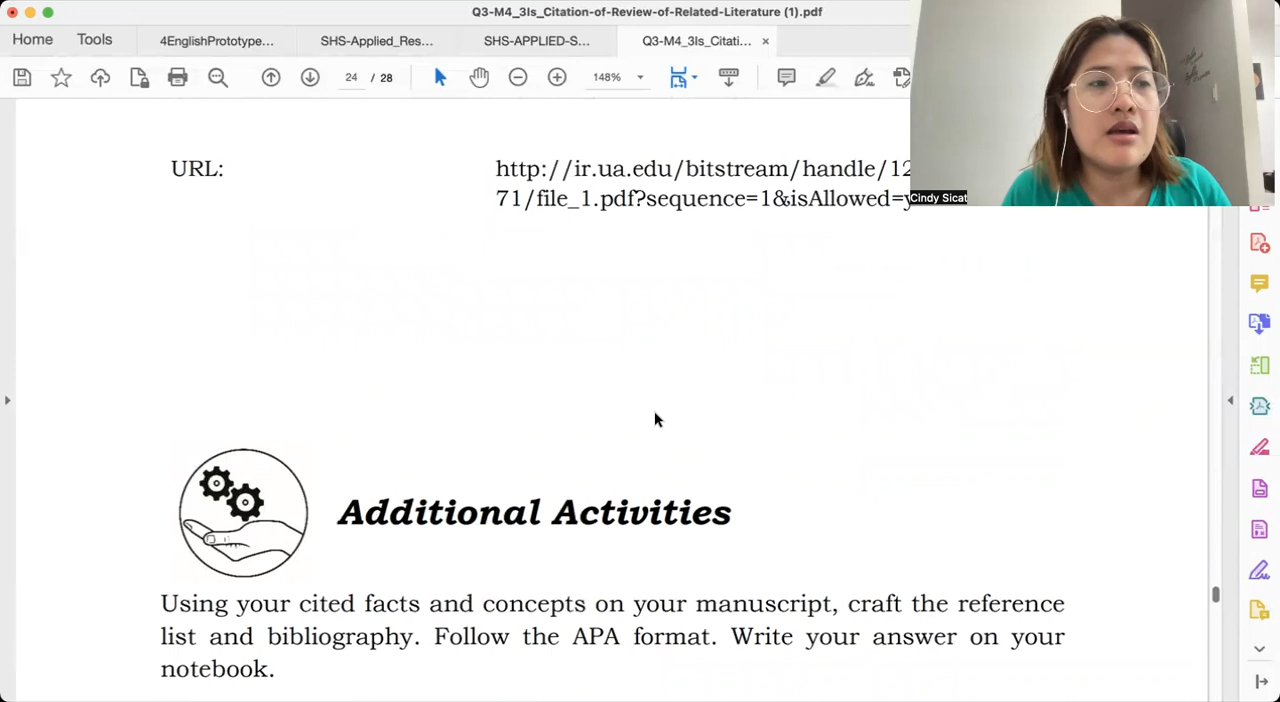 Q3-M4_3Is_Citation-of-Review-of-Related-Literature (1).pdf
Home
Tools
4EnglishPrototype...
SHS-Applied_Res...
SHS-APPLIED-S...
Q3-M4_3Is_Citati...
24 / 28
148%
URL:
http://ir.ua.edu/bitstream/handle/12
71/file_1.pdf?sequence=1&isAllowed=y
Cindy Sicat
Additional Activities
Using your cited facts and concepts on your manuscript, craft the reference
list and bibliography. Follow the APA format. Write your answer on your
notebook.